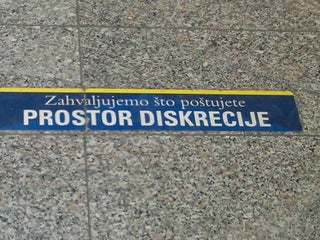 Zahvaljujemo što poštujete
PROSTOR DISKRECIJE